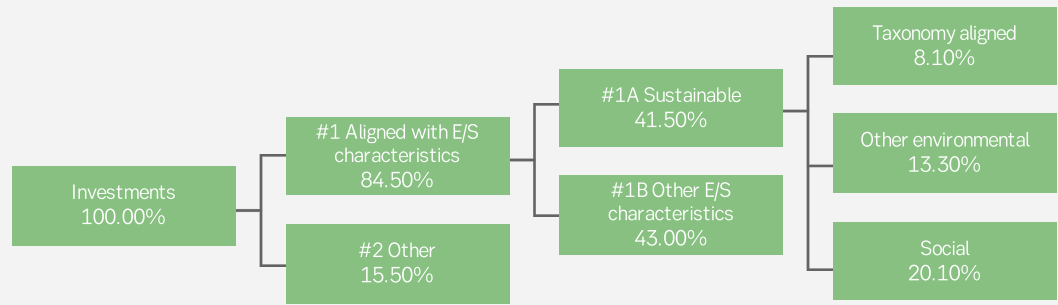 Investments
100.00%
#1 Aligned with E/S
characteristics
84.50%
#2 Other
15.50%
#1A Sustainable
41.50%
#1B Other E/S
characteristics
43.00%
Taxonomy aligned
8.10%
Other environmental
13.30%
Social
20.10%